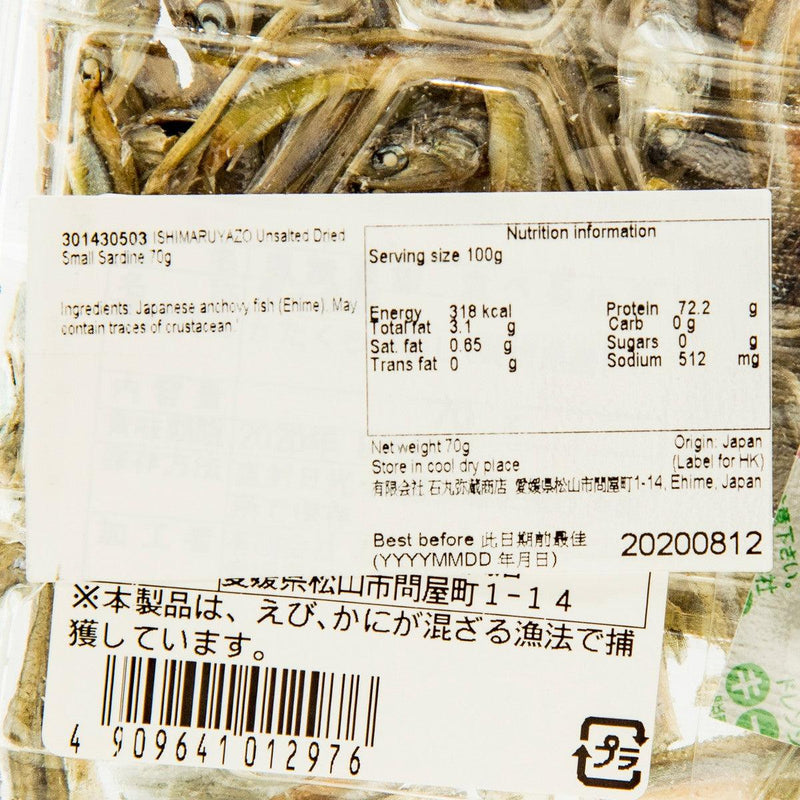 301430503 ISHIMARUYAZO Unsalted Dried
Small Sardine 70g
Ingredients: Japanese anchovy fish (Ehime). May
contain traces of crustacean.
Nutrition information
Serving size 100g
Energy 318 kcal
Total fat 3.1 g
Sat. fat 0.65 g
Trans fat 0 g
Protein 72.2 g
Carb 0 g
Sugars 0 g
Sodium 512 mg
Net weight 70g
Origin: Japan
Store in cool dry place
(Label for HK)
有限会社 石丸弥蔵商店 愛媛県松山市問屋町1-14, Ehime, Japan
Best before 此日期前最佳
(YYYYMMDD 年月日)
20200812
愛媛県松山市問屋町1-14
※本製品は、えび、かにが混ざる漁法で捕
獲しています。
4 909641 012976
プラ